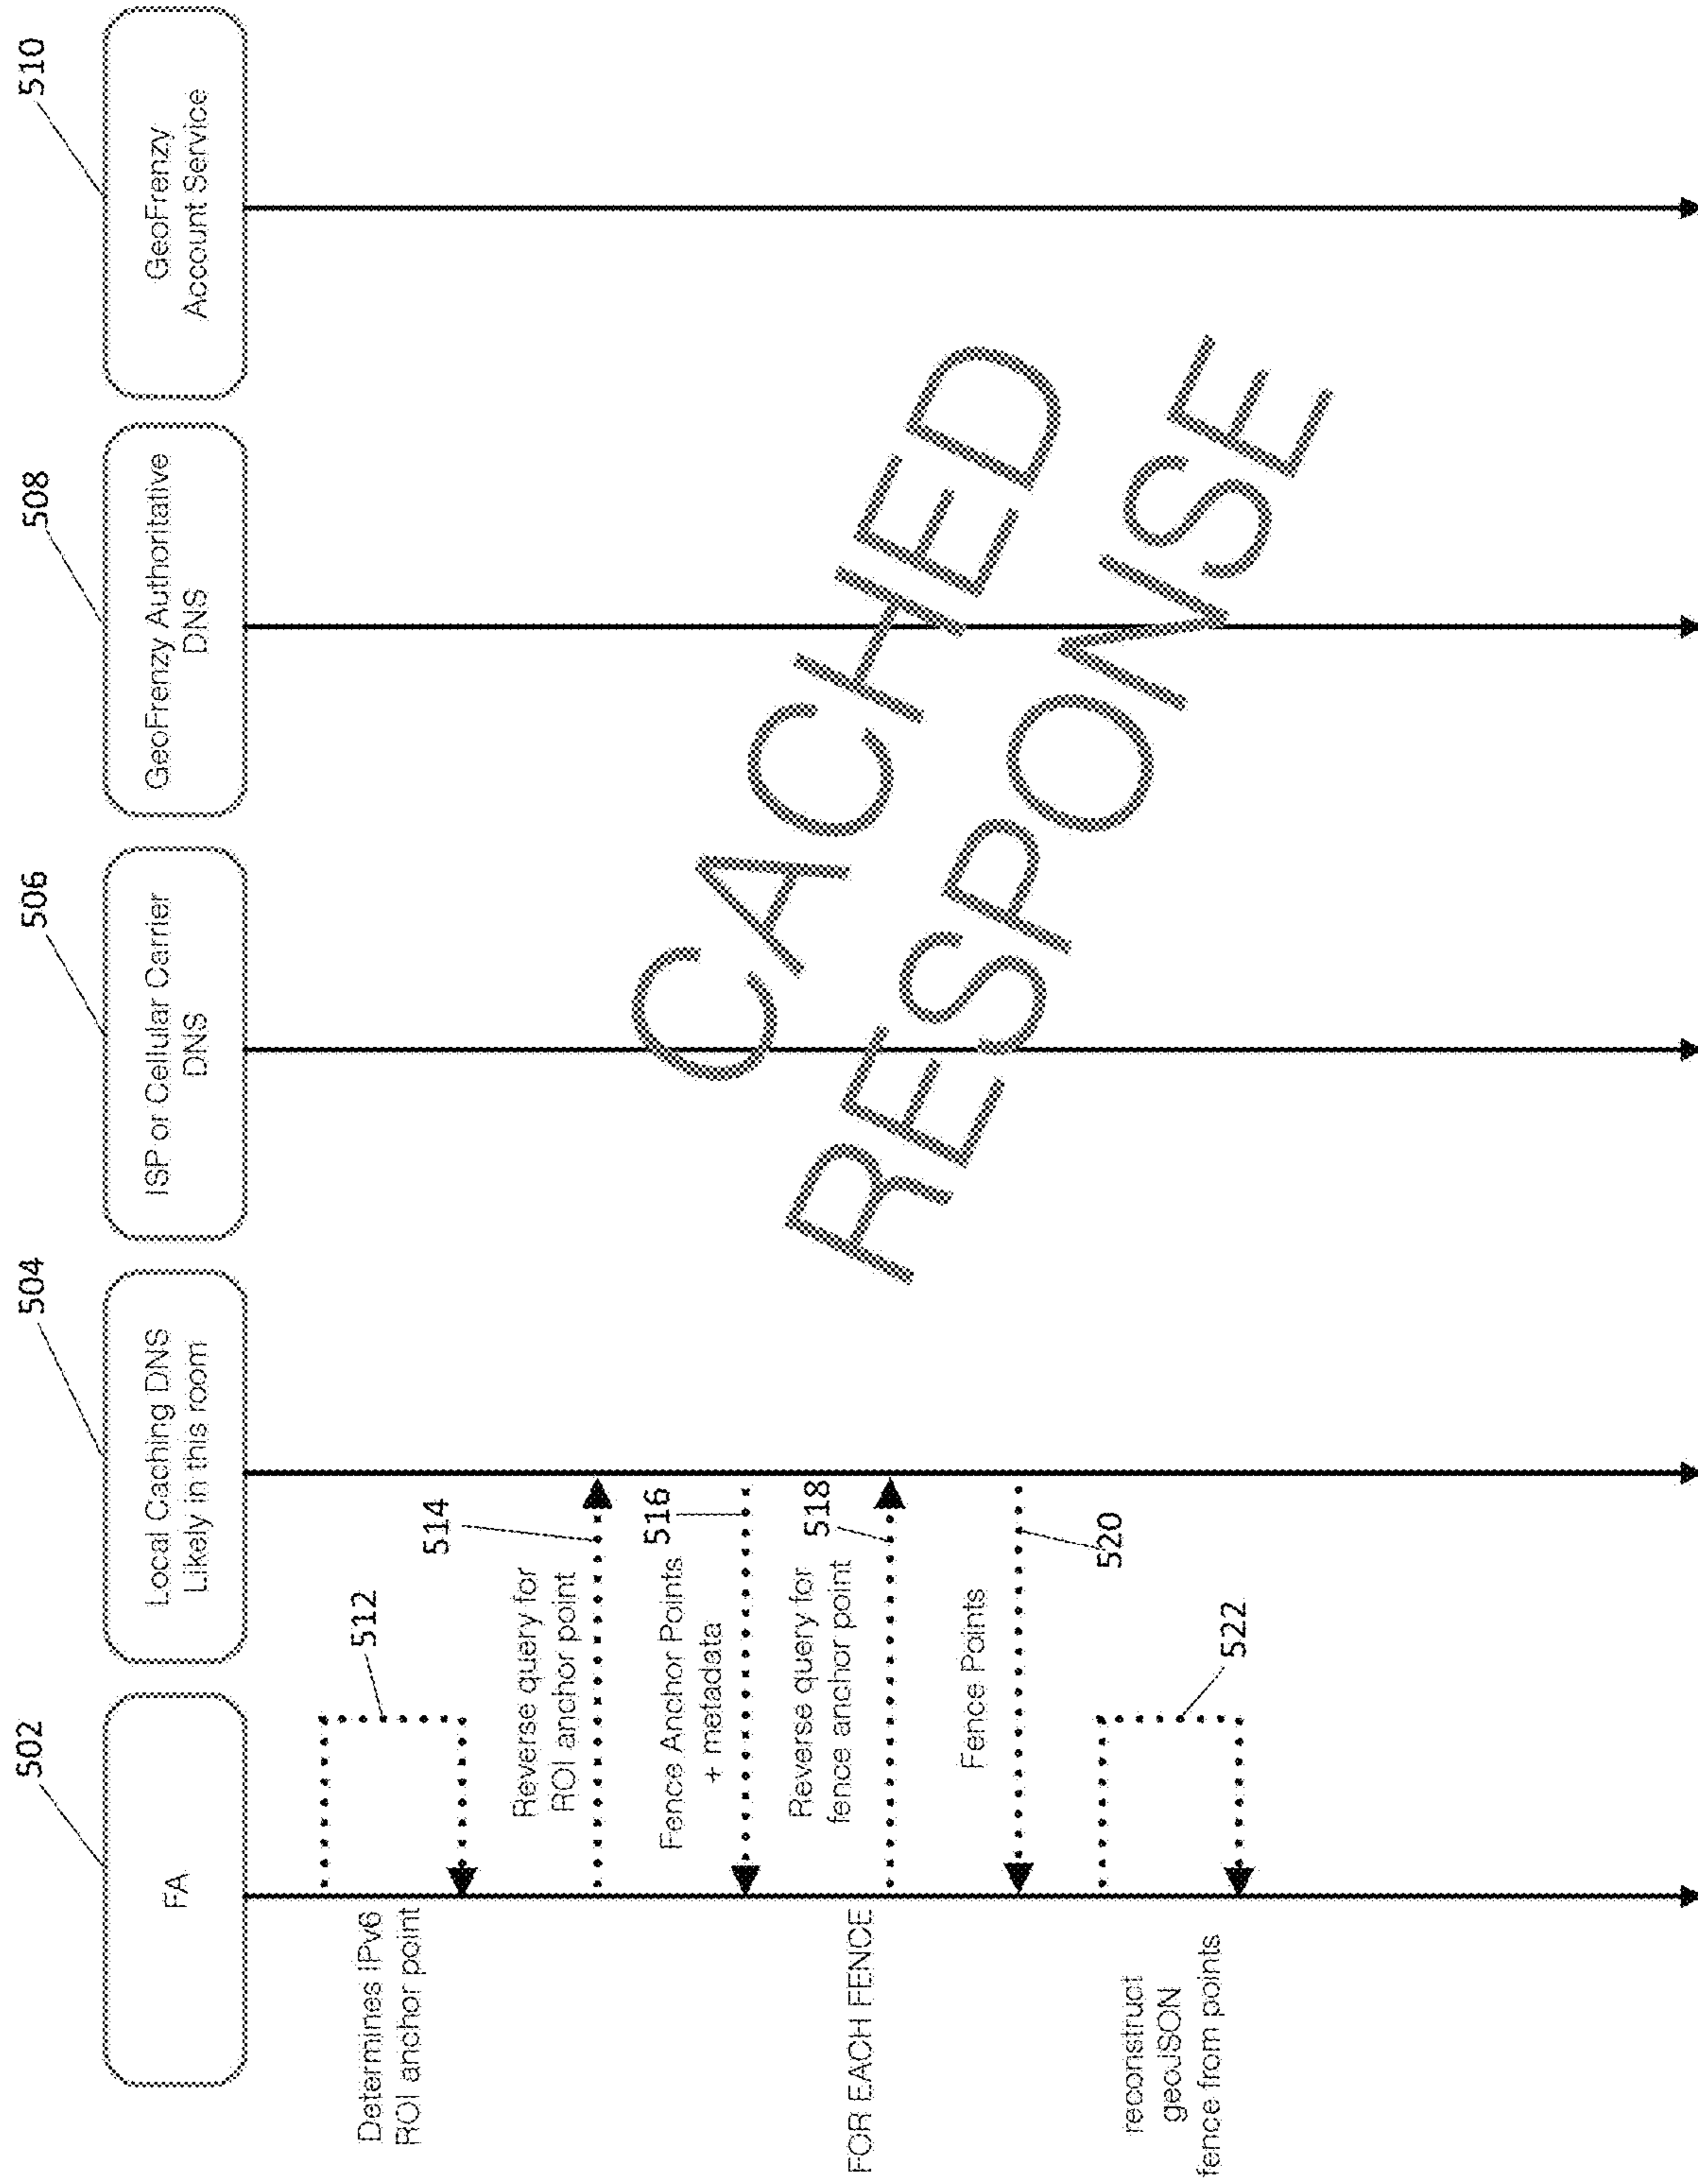 502
504
506
508
510
FA
Local Caching DNS
Likely in this room
ISP or Cellular Carrier
DNS
GeoFrenzy Authoritative
DNS
GeoFrenzy
Account Service
Determines IPv6
ROI anchor point
512
Reverse query for
ROI anchor point
514
Fence Anchor Points
+ metadata
516
FOR EACH FENCE
Reverse query for
fence anchor point
518
Fence Points
520
reconstruct
geoJSON
fence from points
522
CACHED
RESPONSE